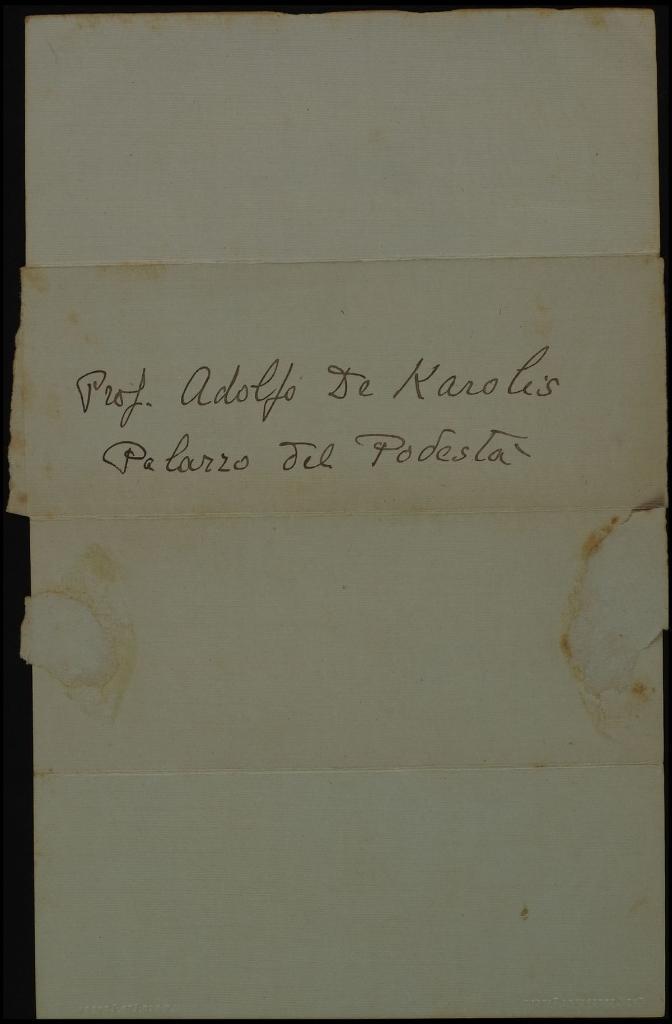 Prof. Adolfo De Karolis
Palazzo del Podestà